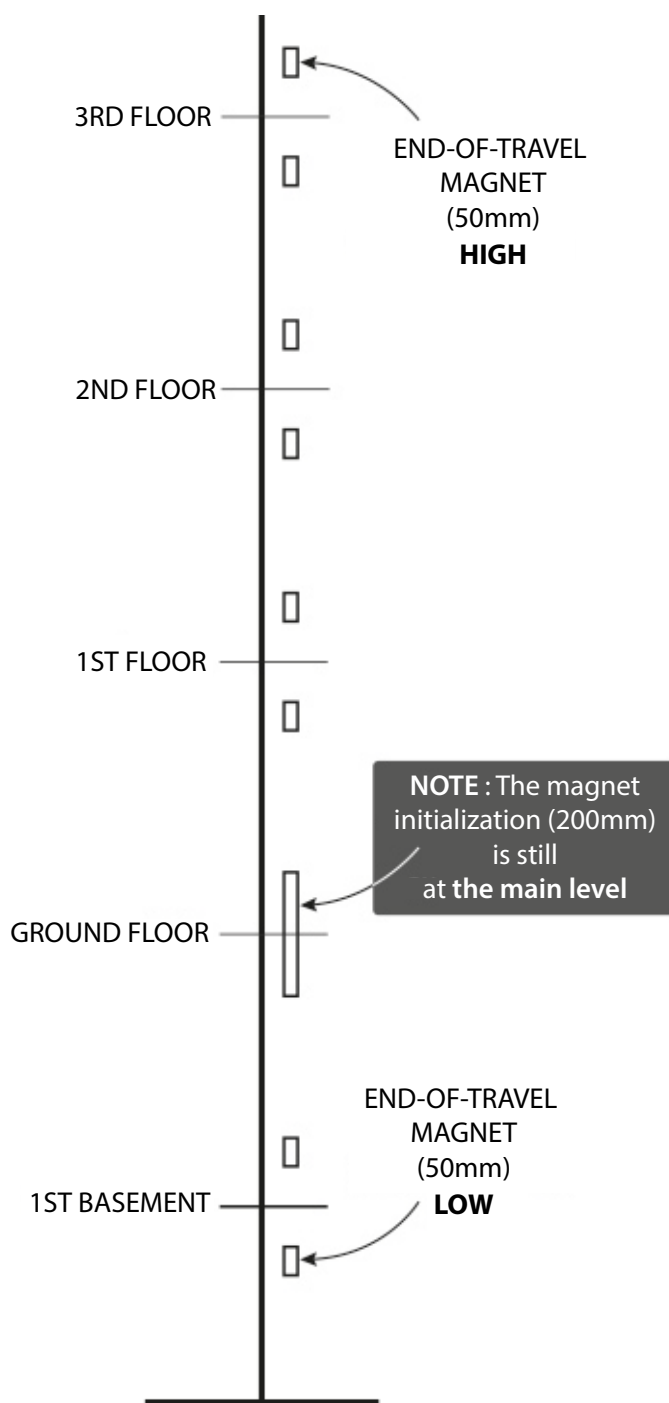 3RD FLOOR
END-OF-TRAVEL
MAGNET
(50mm)
HIGH
2ND FLOOR
1ST FLOOR
NOTE : The magnet
initialization (200mm)
is still
at the main level
GROUND FLOOR
END-OF-TRAVEL
MAGNET
(50mm)
LOW
1ST BASEMENT